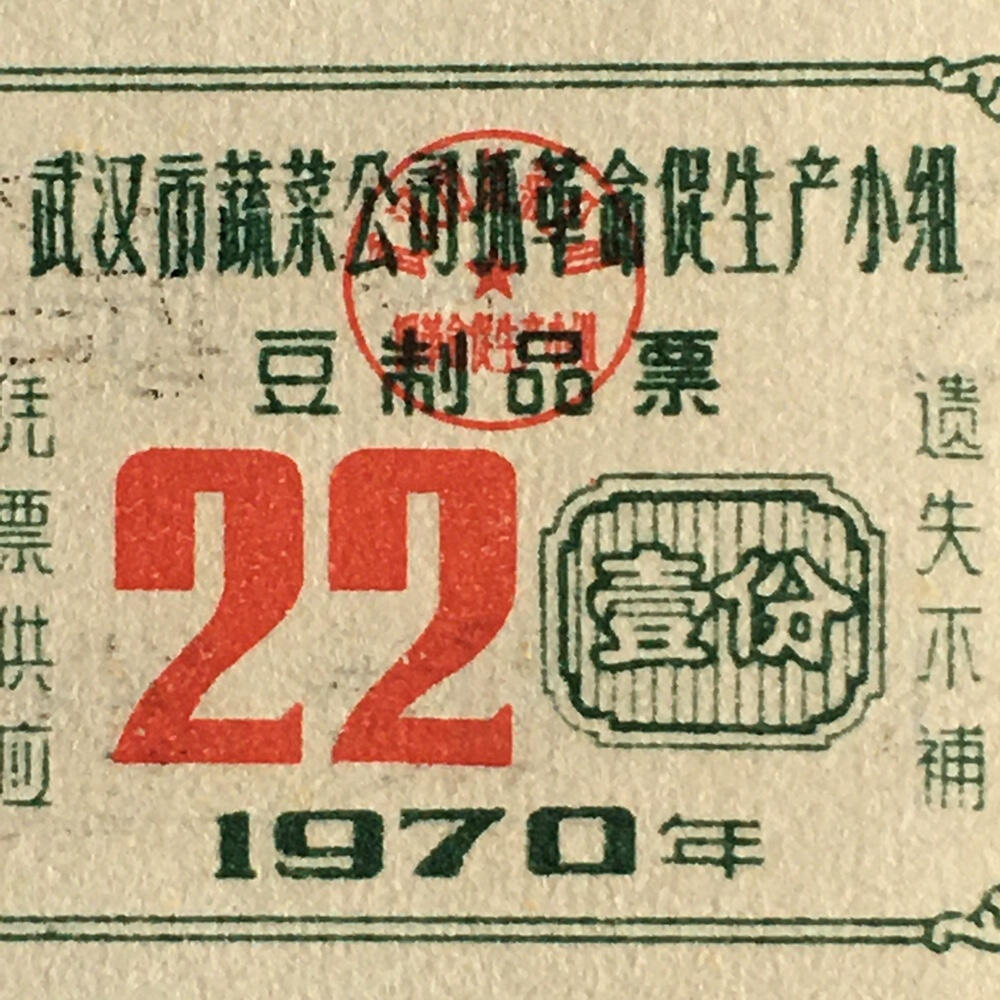 武汉市蔬菜公司抓革命促生产小组
豆制品票
凭票供应
22
壹份
遗失不补
1970年